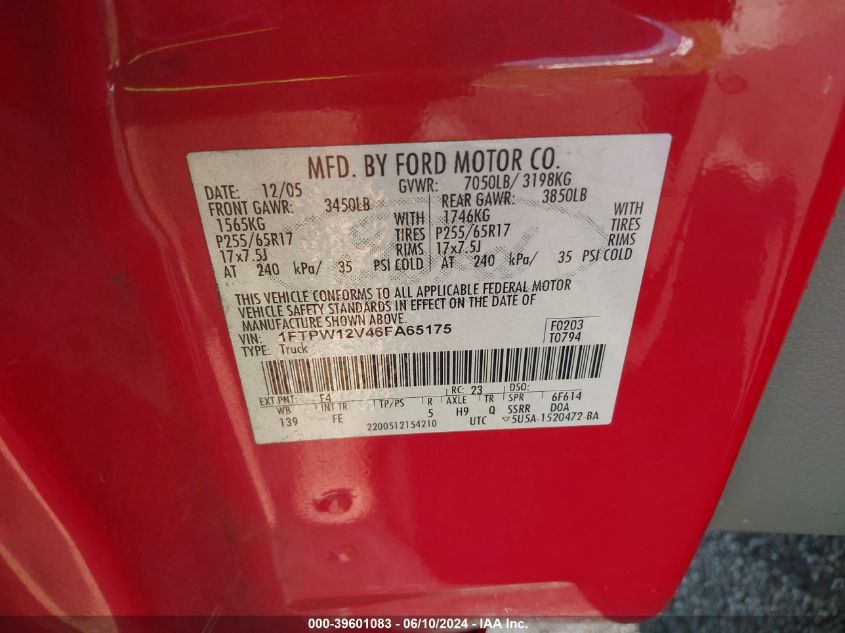 MFD. BY FORD MOTOR CO.
DATE: 12/05 GVWR: 7050LB/ 3198KG
FRONT GAWR: 3450LB REAR GAWR: 3850LB
1565KG WITH 1746KG WITH
P255/65R17 TIRES P255/65R17 TIRES
17x7.5J RIMS 17x7.5J RIMS
AT 240 kPa/ 35 PSI COLD AT 240 kPa/ 35 PSI COLD
THIS VEHICLE CONFORMS TO ALL APPLICABLE FEDERAL MOTOR
VEHICLE SAFETY STANDARDS IN EFFECT ON THE DATE OF
MANUFACTURE SHOWN ABOVE.
VIN: 1FTPW12V46FA65175 F0203
TYPE: Truck T0794
EXT PNT: E4 RC: 23 DSO:
WB INT TR TP/PS R AXLE TR SPR 6F614
139 FE 5 H9 Q SSRR DOA
2200512154210 UTC ▽5U5A-1520472-BA
000-39601083 - 06/10/2024 - IAA Inc.